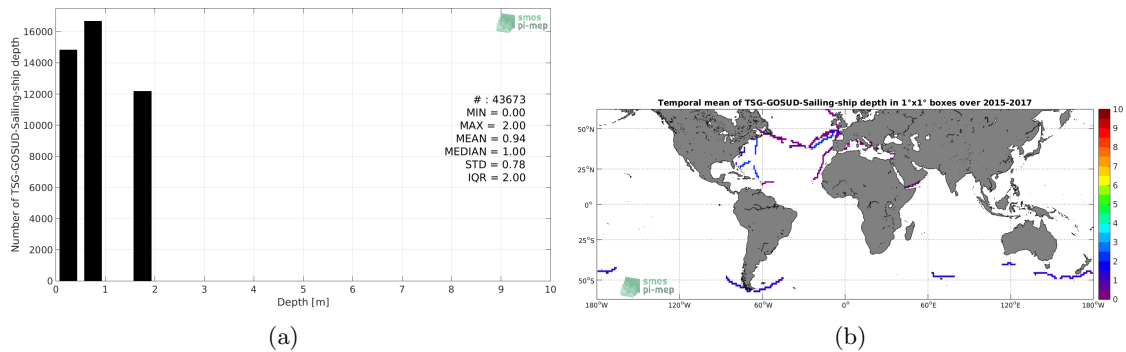 smos
pi-mep
Number of TSG-GOSUD-Sailing-ship depth
16000
14000
12000
10000
8000
6000
4000
2000
0
# : 43673
MIN = 0.00
MAX = 2.00
MEAN = 0.94
MEDIAN = 1.00
STD = 0.78
IQR = 2.00
0 1 2 3 4 5 6 7 8 9 10
Depth [m]
(a)
Temporal mean of TSG-GOSUD-Sailing-ship depth in 1°x1° boxes over 2015-2017
50°N
25°N
0°
25°S
50°S
180°W 120°W 60°W 0° 60°E 120°E 180°W
smos
pi-mep
10
9
8
7
6
5
4
3
2
1
0
(b)